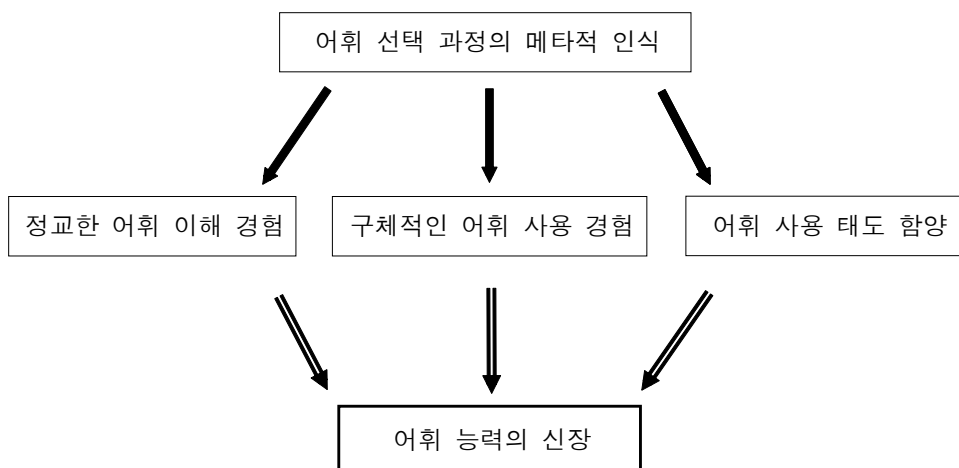 어휘 선택 과정의 메타적 인식
정교한 어휘 이해 경험
구체적인 어휘 사용 경험
어휘 사용 태도 함양
어휘 능력의 신장